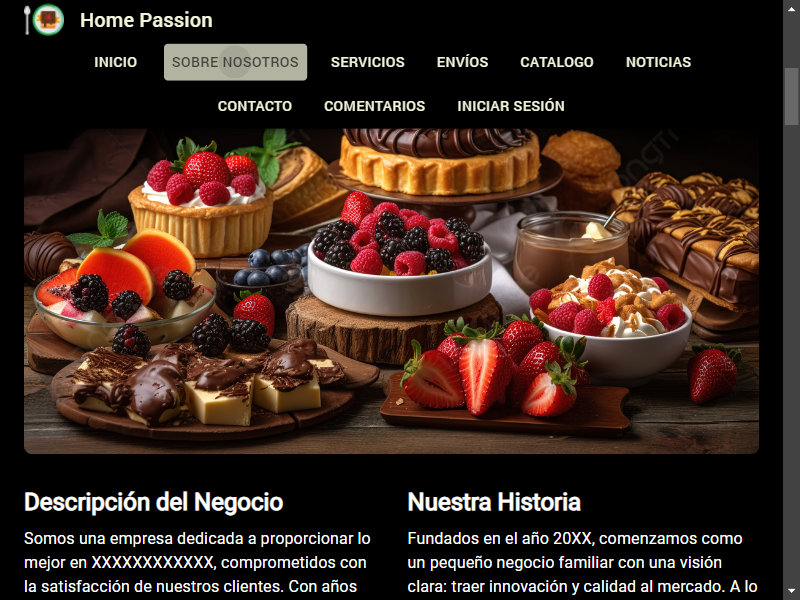 Home Passion
INICIO SOBRE NOSOTROS SERVICIOS ENVÍOS CATALOGO NOTICIAS
CONTACTO COMENTARIOS INICIAR SESIÓN
Descripción del Negocio
Somos una empresa dedicada a proporcionar lo
mejor en XXXXXXXXXXXX, comprometidos con
la satisfacción de nuestros clientes. Con años
Nuestra Historia
Fundados en el año 20XX, comenzamos como
un pequeño negocio familiar con una visión
clara: traer innovación y calidad al mercado. A lo